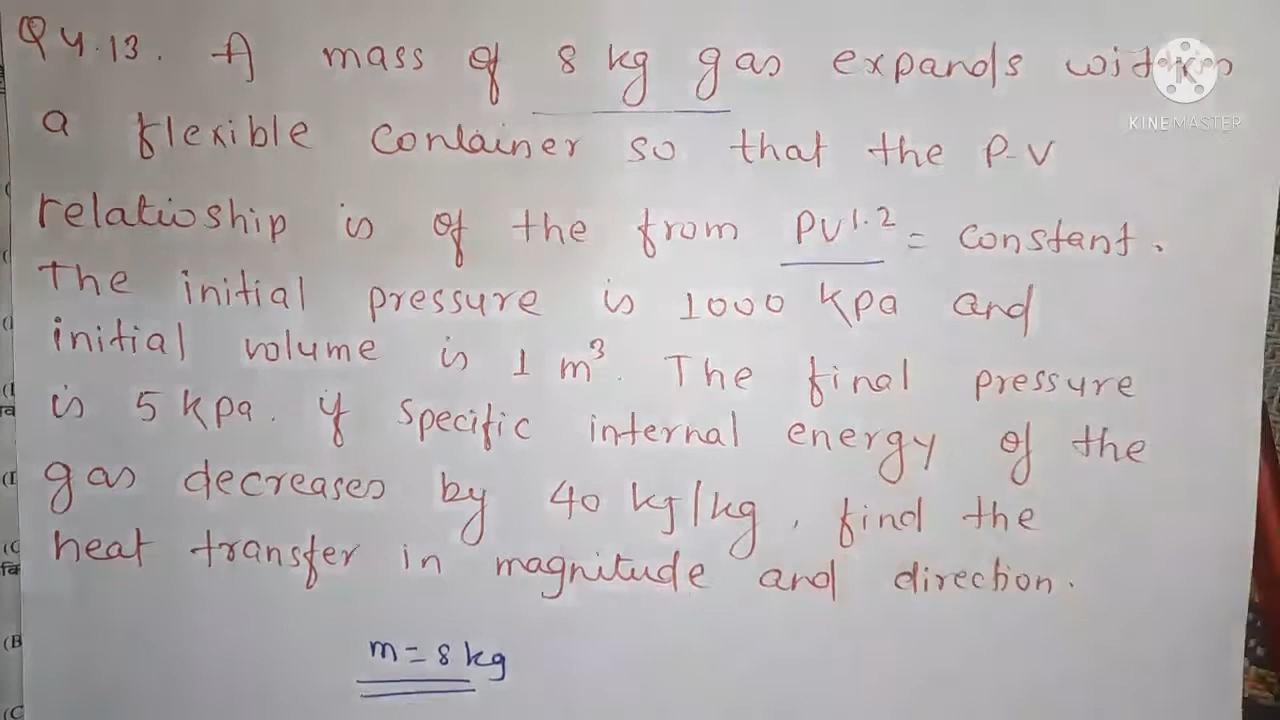 Q4.13. A mass of 8 kg gas expands within
a flexible container so that the P-V
relatioship is of the from PV^1.2 = constant.
The initial pressure is 1000 kpa and
initial volume is 1 m³. The final pressure
is 5 kpa. if specific internal energy of the
gas decreases by 40 kJ/kg, find the
heat transfer in magnitude and direction.
m = 8 kg
K
KINEMASTER